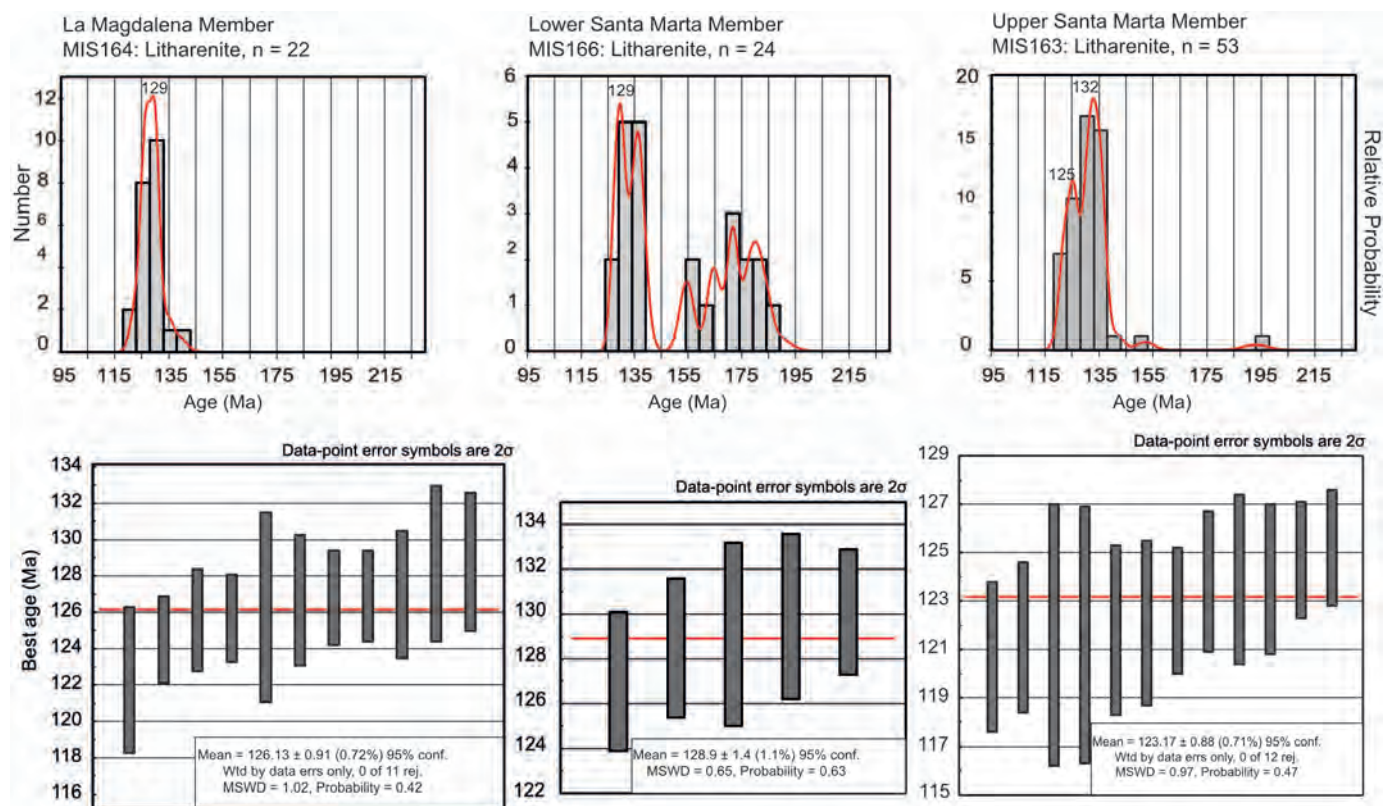 La Magdalena Member
MIS164: Litharenite, n = 22
12
10
8
6
4
2
0
Number
129
95 115 135 155 175 195 215
Age (Ma)
Lower Santa Marta Member
MIS166: Litharenite, n = 24
6
5
4
3
2
1
0
129
95 115 135 155 175 195 215
Age (Ma)
Upper Santa Marta Member
MIS163: Litharenite, n = 53
20
15
10
5
0
132
125
95 115 135 155 175 195 215
Age (Ma)
Relative Probability
Data-point error symbols are 2σ
134
132
130
128
126
124
122
120
118
116
Best age (Ma)
Mean = 126.13 ± 0.91 (0.72%) 95% conf.
Wtd by data errs only, 0 of 11 rej.
MSWD = 1.02, Probability = 0.42
Data-point error symbols are 2σ
134
132
130
128
126
124
122
Mean = 128.9 ± 1.4 (1.1%) 95% conf.
MSWD = 0.65, Probability = 0.63
Data-point error symbols are 2σ
129
127
125
123
121
119
117
115
Mean = 123.17 ± 0.88 (0.71%) 95% conf.
Wtd by data errs only, 0 of 12 rej.
MSWD = 0.97, Probability = 0.47